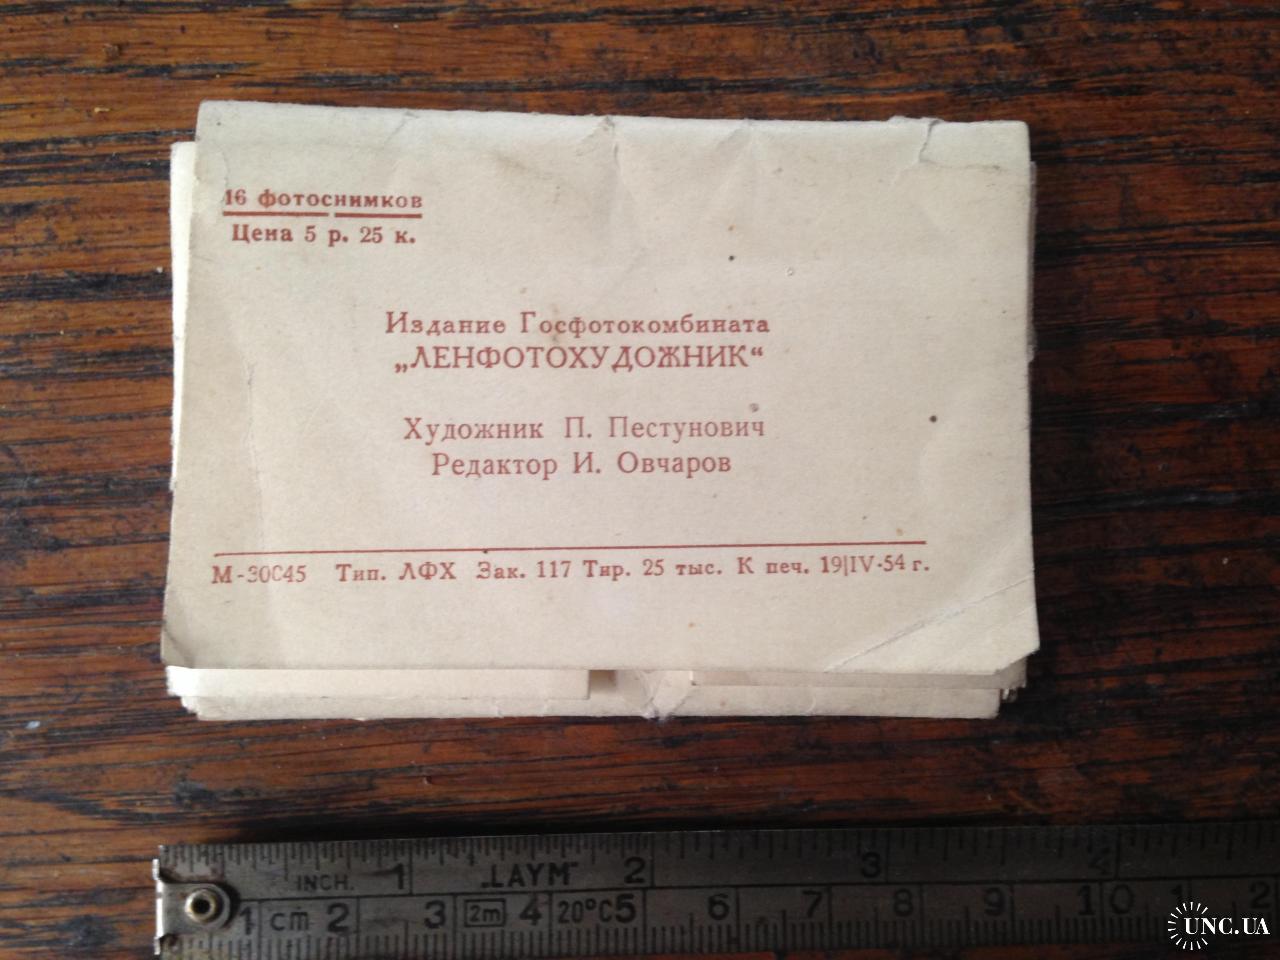 16 фотоснимков
Цена 5 р. 25 к.
Издание Госфотокомбината
„ЛЕНФОТОХУДОЖНИК“
Художник П. Пестунович
Редактор И. Овчаров
М-30045 Тип. ЛФХ Зак. 117 Тир. 25 тыс. К печ. 19|IV-54 г.
INCH. 1 „LAYM" 2 3 4
1 cm 2 3 2m 4 20°C 5 6 7 8 9 10 1 2
UNC.UA